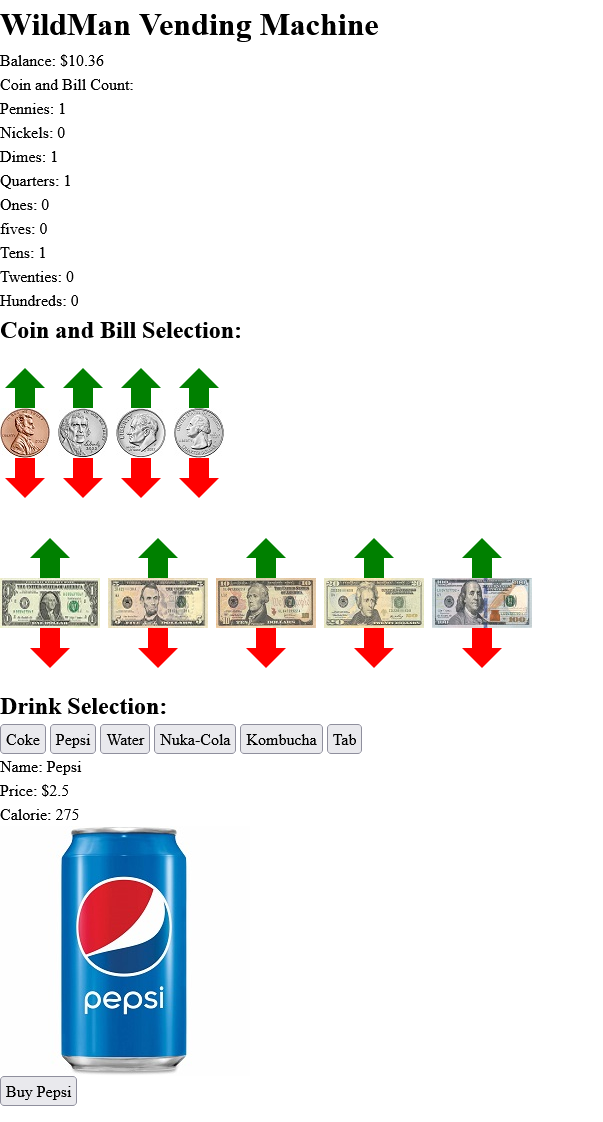 WildMan Vending Machine
Balance: $10.36
Coin and Bill Count:
Pennies: 1
Nickels: 0
Dimes: 1
Quarters: 1
Ones: 0
fives: 0
Tens: 1
Twenties: 0
Hundreds: 0
Coin and Bill Selection:
Drink Selection:
Coke Pepsi Water Nuka-Cola Kombucha Tab
Name: Pepsi
Price: $2.5
Calorie: 275
pepsi
Buy Pepsi